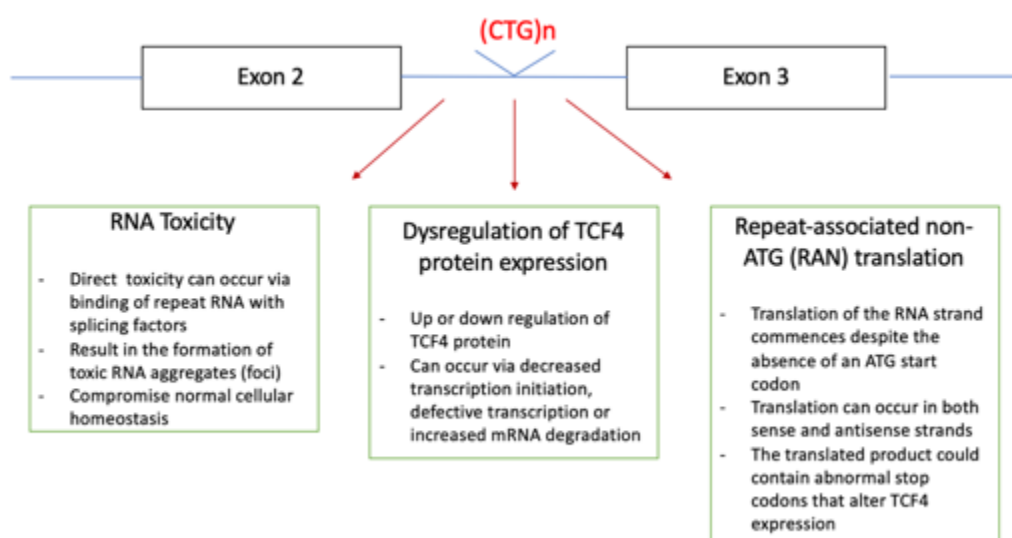 (CTG)n
Exon 2
Exon 3
RNA Toxicity
- Direct toxicity can occur via
binding of repeat RNA with
splicing factors
- Result in the formation of
toxic RNA aggregates (foci)
- Compromise normal cellular
homeostasis
Dysregulation of TCF4
protein expression
- Up or down regulation of
TCF4 protein
- Can occur via decreased
transcription initiation,
defective transcription or
increased mRNA degradation
Repeat-associated non-
ATG (RAN) translation
- Translation of the RNA strand
commences despite the
absence of an ATG start
codon
- Translation can occur in both
sense and antisense strands
- The translated product could
contain abnormal stop
codons that alter TCF4
expression